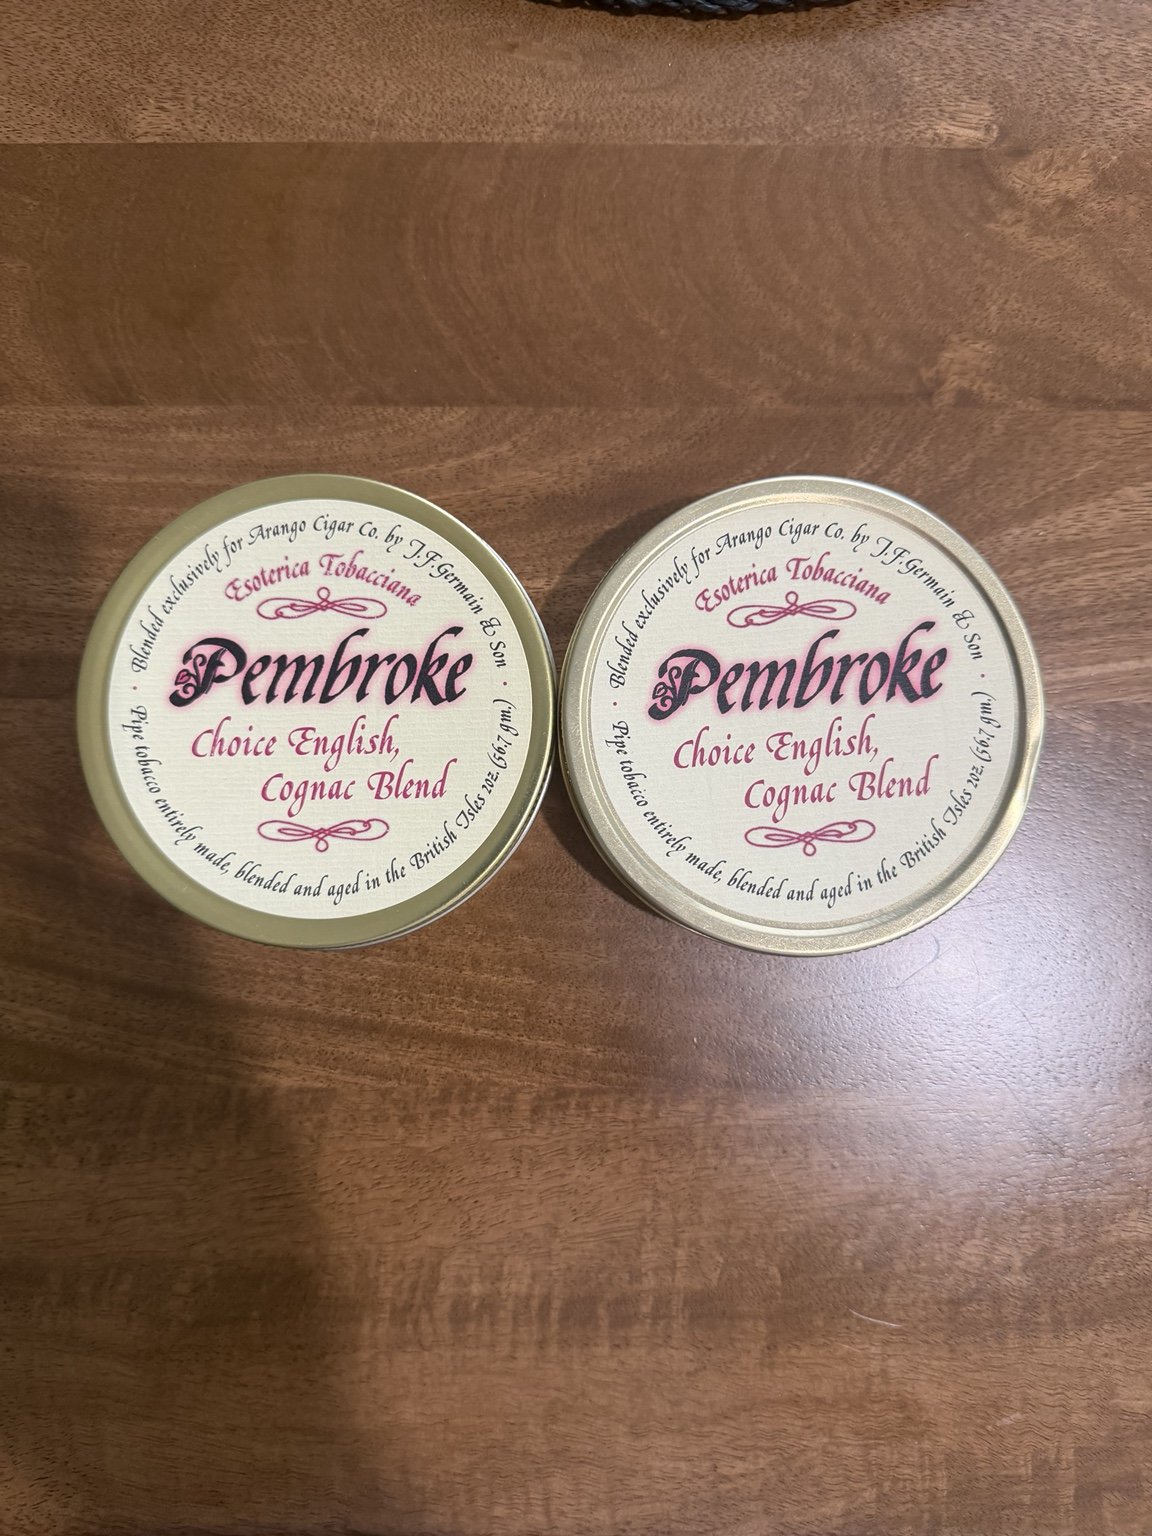 Blended exclusively for Arango Cigar Co. by J.F. Germain & Son
Esoterica Tobacciana
Pembroke
Choice English,
Cognac Blend
Pipe tobacco entirely made, blended and aged in the British Isles 2oz. (56.7 gm.)
Blended exclusively for Arango Cigar Co. by J.F. Germain & Son
Esoterica Tobacciana
Pembroke
Choice English,
Cognac Blend
Pipe tobacco entirely made, blended and aged in the British Isles 2oz. (56.7 gm.)